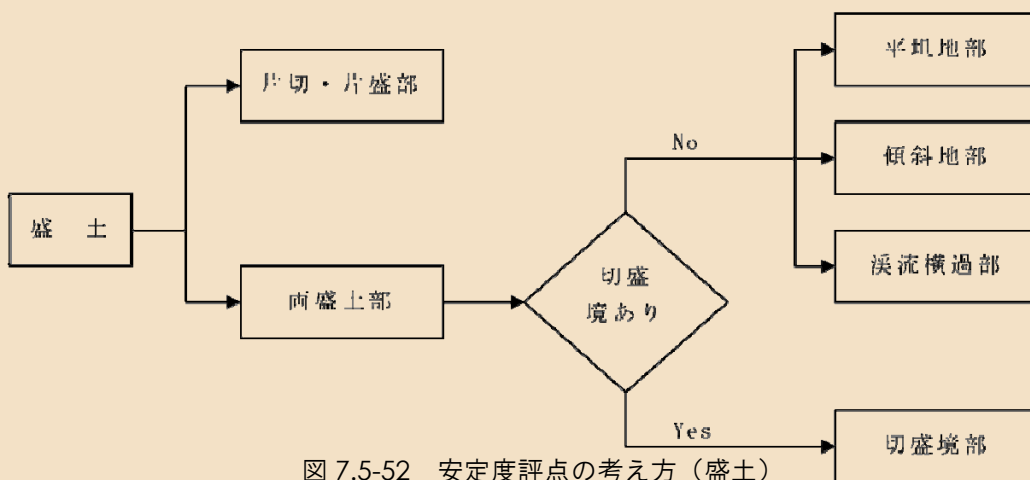 平坦地部
片切・片盛部
No
傾斜地部
盛 土
切盛
境あり
渓流横過部
両盛土部
Yes
切盛境部
図 7.5-52 安定度評点の考え方（盛土）